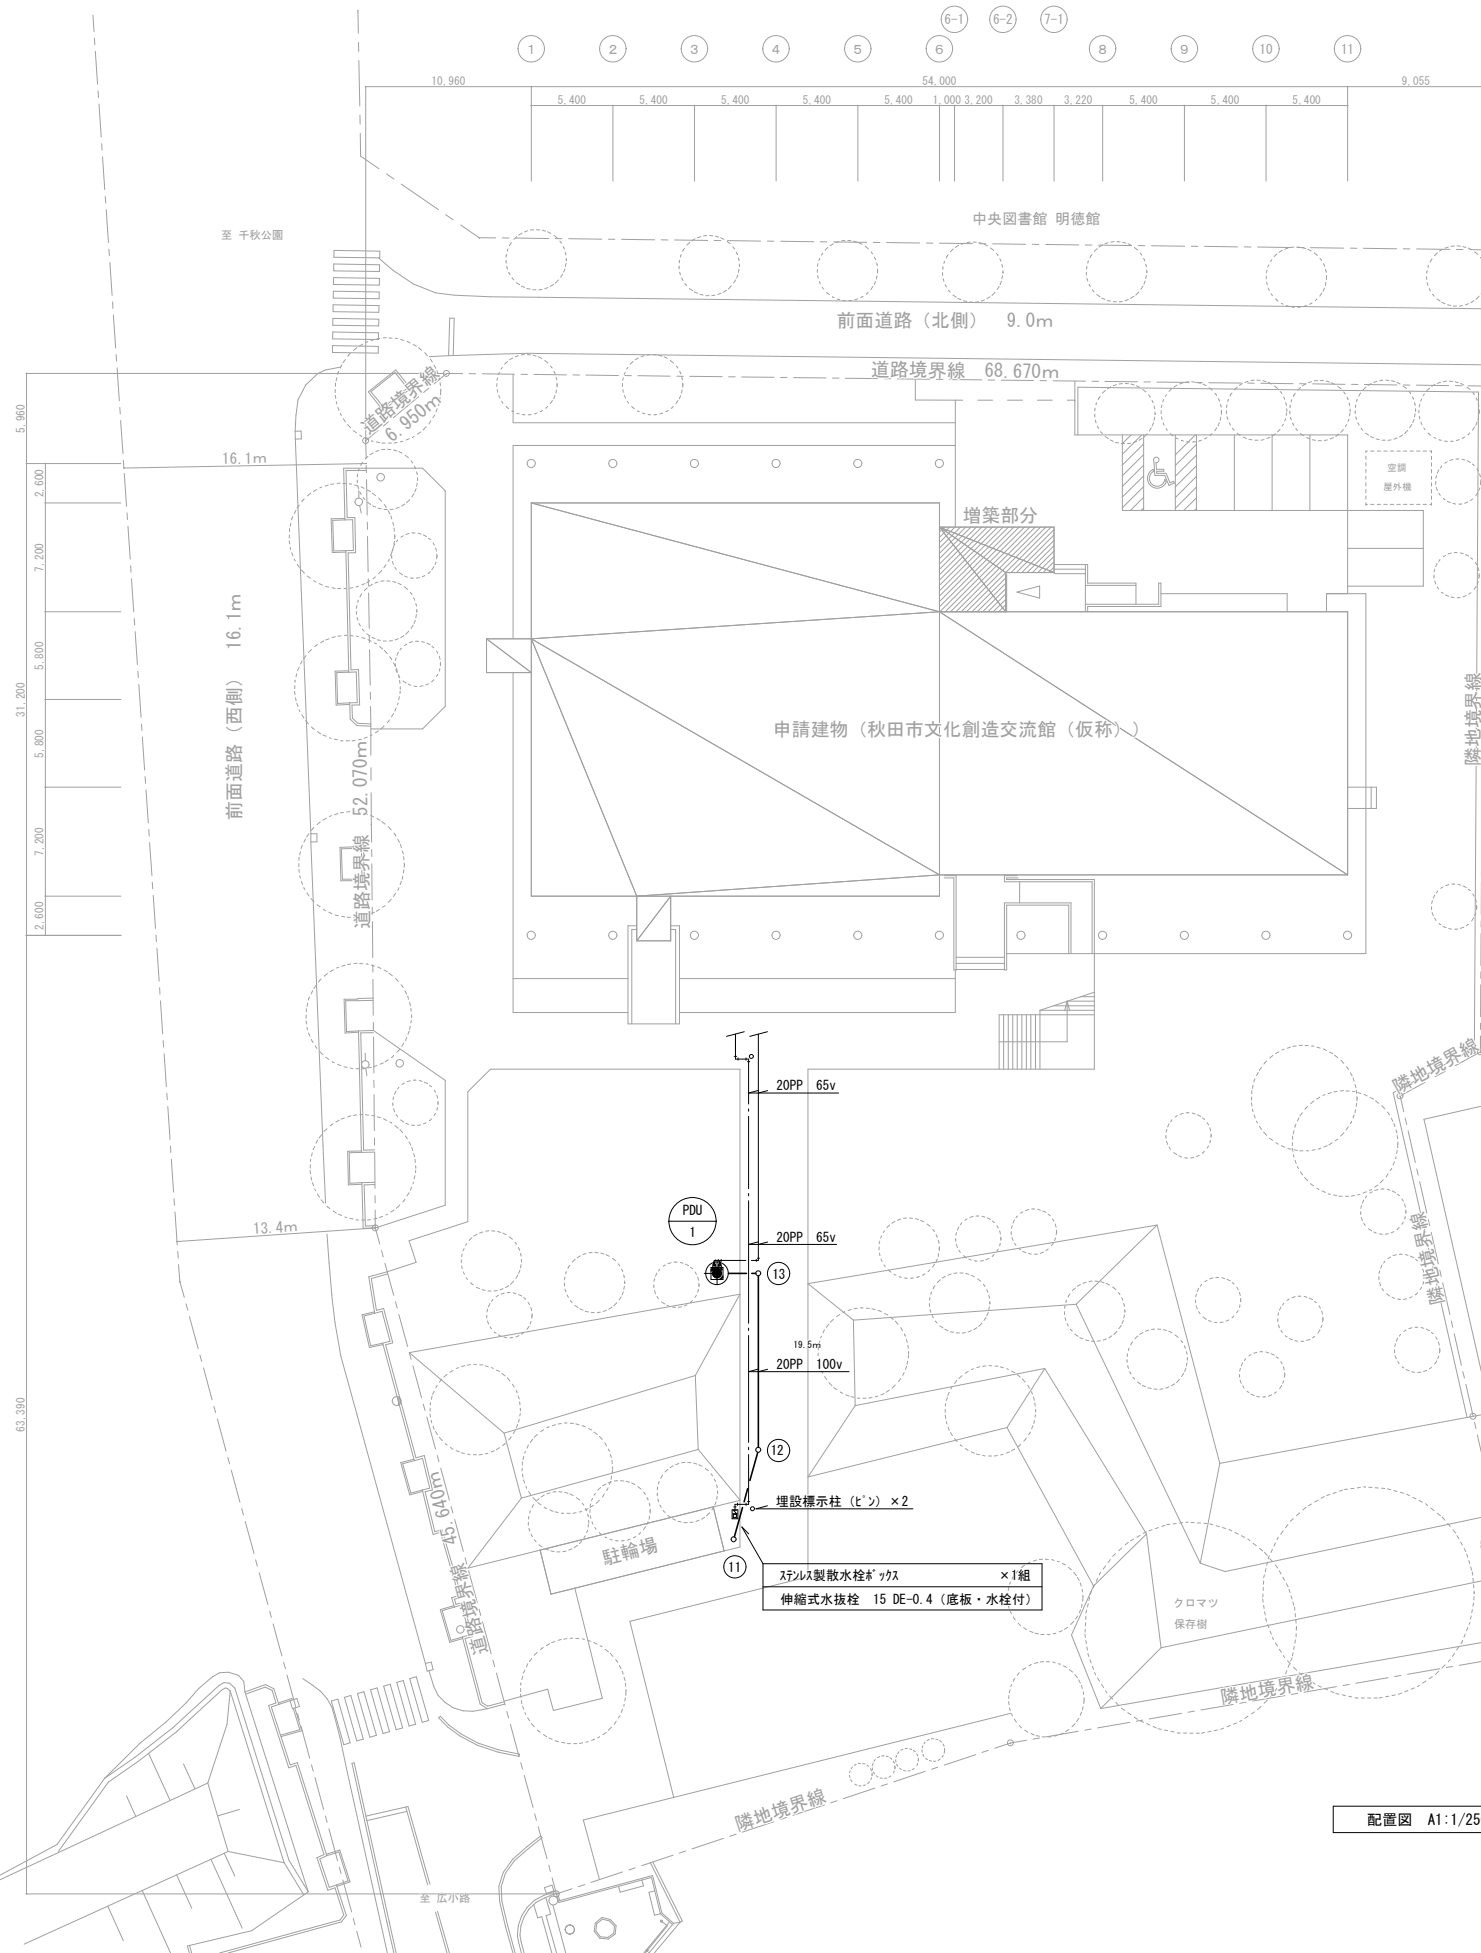 6-1 6-2 7-1
1 2 3 4 5 6 8 9 10 11
10,960 54,000 9,055
5,400 5,400 5,400 5,400 5,400 1,000 3,200 3,380 3,220 5,400 5,400 5,400
中央図書館 明徳館
至 千秋公園
前面道路（北側） 9.0m
道路境界線 68.670m
道路境界線
6.950m
5,960
16.1m
2,600
空調
屋外機
増築部分
7,200
前面道路（西側） 16.1m
5,800
31,200
隣地境界線
申請建物（秋田市文化創造交流館（仮称））
5,800
道路境界線 52.070m
7,200
2,600
隣地境界線
20PP 65v
PDU
1
13.4m
20PP 65v
隣地境界線
隣地境界線
13
19.5m
20PP 100v
63,390
12
道路境界線 45.640m
埋設標示柱（ﾋﾟﾝ）×2
駐輪場
11
ｽﾃﾝﾚｽ製散水栓ﾎﾞｯｸｽ ×1組
伸縮式水抜栓 15 DE-0.4（底板・水栓付）
クロマツ
保存樹
隣地境界線
隣地境界線
配置図 A1:1/25
至 広小路